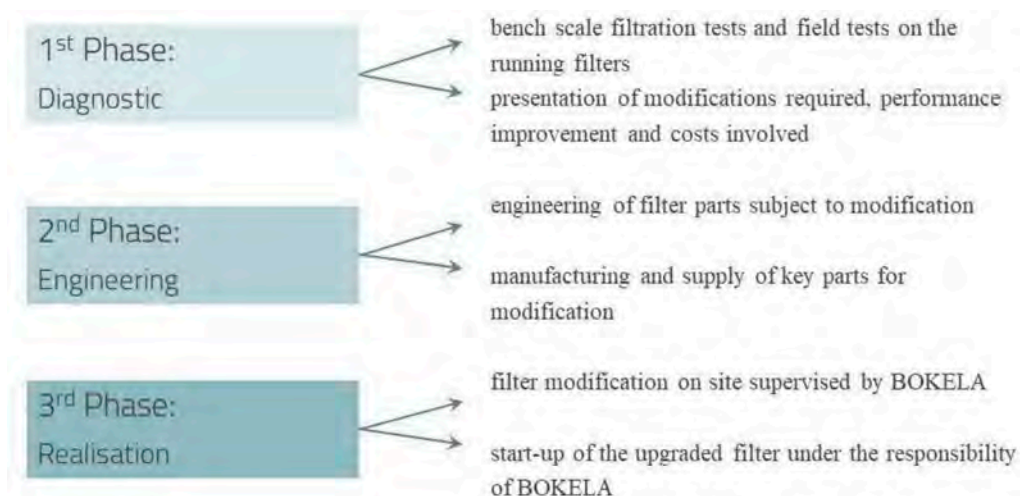 1st Phase:
Diagnostic
bench scale filtration tests and field tests on the
running filters
presentation of modifications required, performance
improvement and costs involved
2nd Phase:
Engineering
engineering of filter parts subject to modification
manufacturing and supply of key parts for
modification
3rd Phase:
Realisation
filter modification on site supervised by BOKELA
start-up of the upgraded filter under the responsibility
of BOKELA